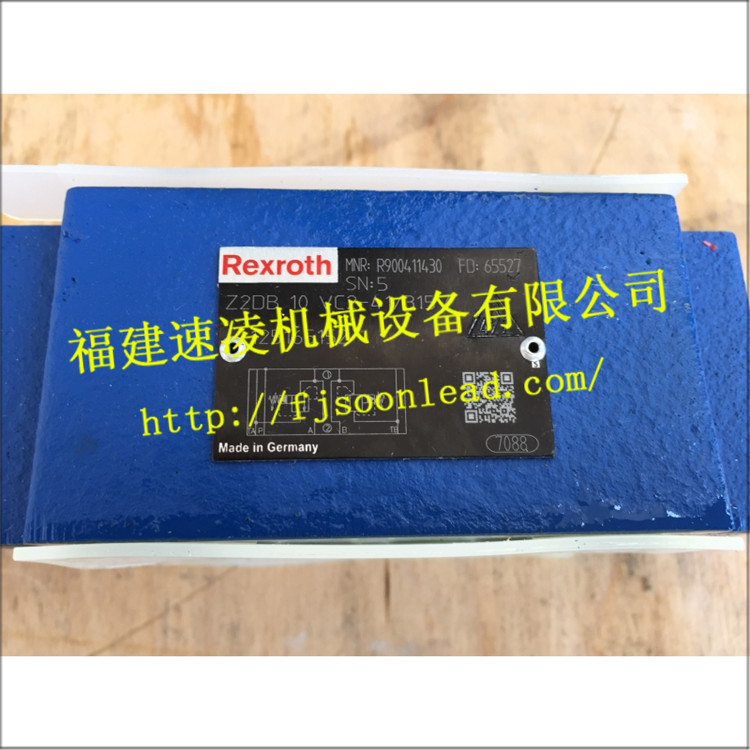 Rexroth MNR: R900411430 FD: 65527
SN:5
Z2DB 10
福建速凌机械设备有限公司
http://fjsoonlead.com/
A P A B B
Made in Germany
7088